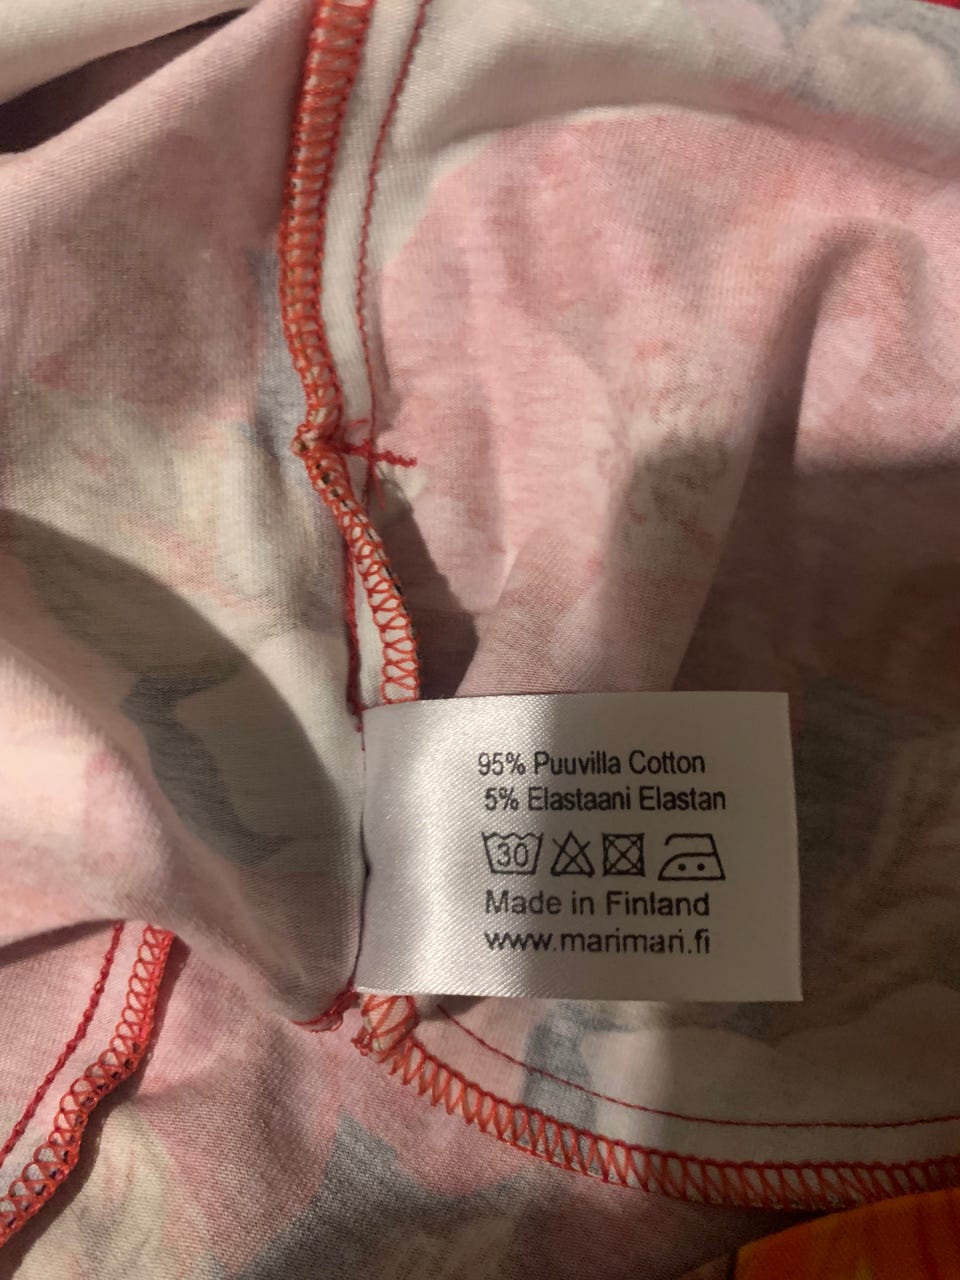 95% Puuvilla Cotton
5% Elastaani Elastan
30
Made in Finland
www.marimari.fi